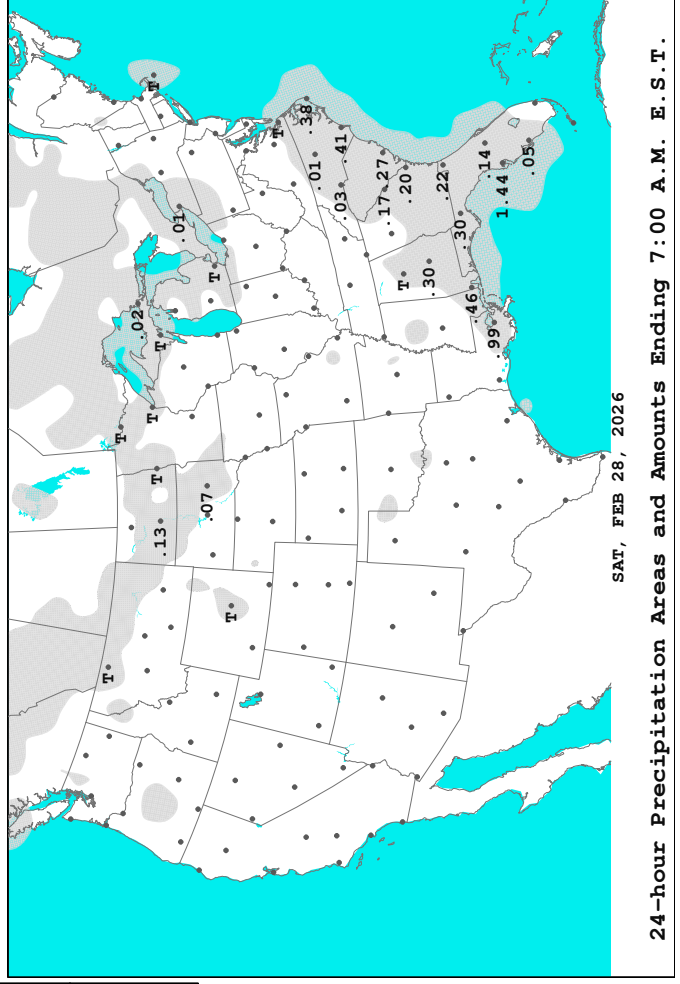 T
T
.02
T
T
T
.13
T
.01
.07
T
T
T
.38
.01
.41
.03
.27
.17
T
.20
.30
.22
.30
.46
.14
.99
1.44
.05
SAT, FEB 28, 2026
24-hour Precipitation Areas and Amounts Ending 7:00 A.M. E.S.T.